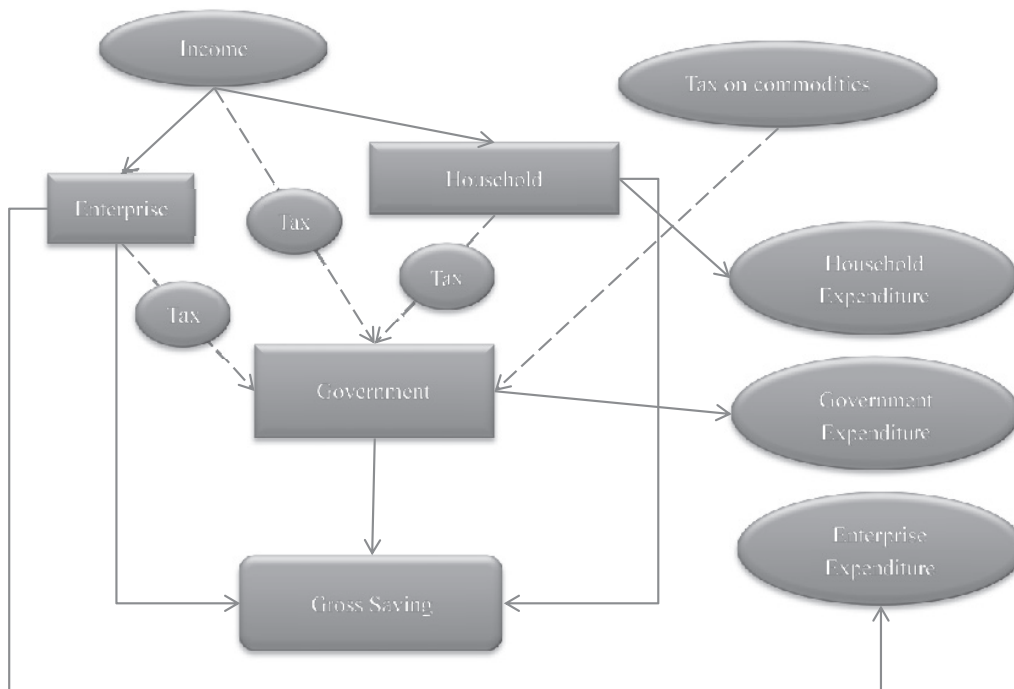 Income
Tax on commodities
Household
Enterprise
Tax
Tax
Tax
Household
Expenditure
Government
Government
Expenditure
Enterprise
Expenditure
Gross Saving